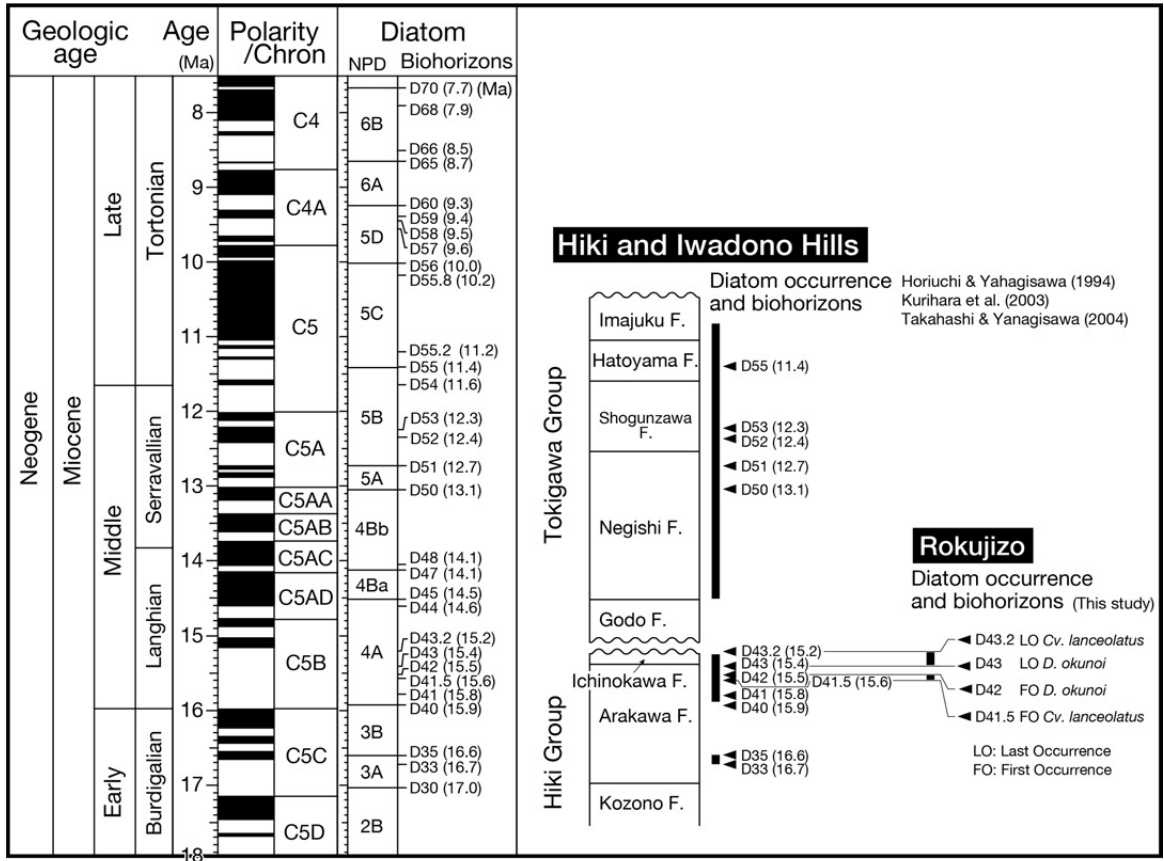 Geologic age
Age (Ma)
Polarity /Chron
Diatom
NPD Biohorizons
Neogene
Miocene
Late
Middle
Early
Tortonian
Serravallian
Langhian
Burdigalian
8
9
10
11
12
13
14
15
16
17
18
C4
C4A
C5
C5A
C5AA
C5AB
C5AC
C5AD
C5B
C5C
C5D
6B
6A
5D
5C
5B
5A
4Bb
4Ba
4A
3B
3A
2B
D70 (7.7) (Ma)
D68 (7.9)
D66 (8.5)
D65 (8.7)
D60 (9.3)
D59 (9.4)
D58 (9.5)
D57 (9.6)
D56 (10.0)
D55.8 (10.2)
D55.2 (11.2)
D55 (11.4)
D54 (11.6)
D53 (12.3)
D52 (12.4)
D51 (12.7)
D50 (13.1)
D48 (14.1)
D47 (14.1)
D45 (14.5)
D44 (14.6)
D43.2 (15.2)
D43 (15.4)
D42 (15.5)
D41.5 (15.6)
D41 (15.8)
D40 (15.9)
D35 (16.6)
D33 (16.7)
D30 (17.0)
Hiki and Iwadono Hills
Diatom occurrence
and biohorizons
Horiuchi & Yahagisawa (1994)
Kurihara et al. (2003)
Takahashi & Yanagisawa (2004)
Tokigawa Group
Hiki Group
Imajuku F.
Hatoyama F.
Shogunzawa
F.
Negishi F.
Godo F.
Ichinokawa F.
Arakawa F.
Kozono F.
D55 (11.4)
D53 (12.3)
D52 (12.4)
D51 (12.7)
D50 (13.1)
D43.2 (15.2)
D43 (15.4)
D42 (15.5)
D41.5 (15.6)
D41 (15.8)
D40 (15.9)
D35 (16.6)
D33 (16.7)
Rokujizo
Diatom occurrence
and biohorizons (This study)
D43.2 LO Cv. lanceolatus
D43 LO D. okunoi
D42 FO D. okunoi
D41.5 FO Cv. lanceolatus
LO: Last Occurrence
FO: First Occurrence